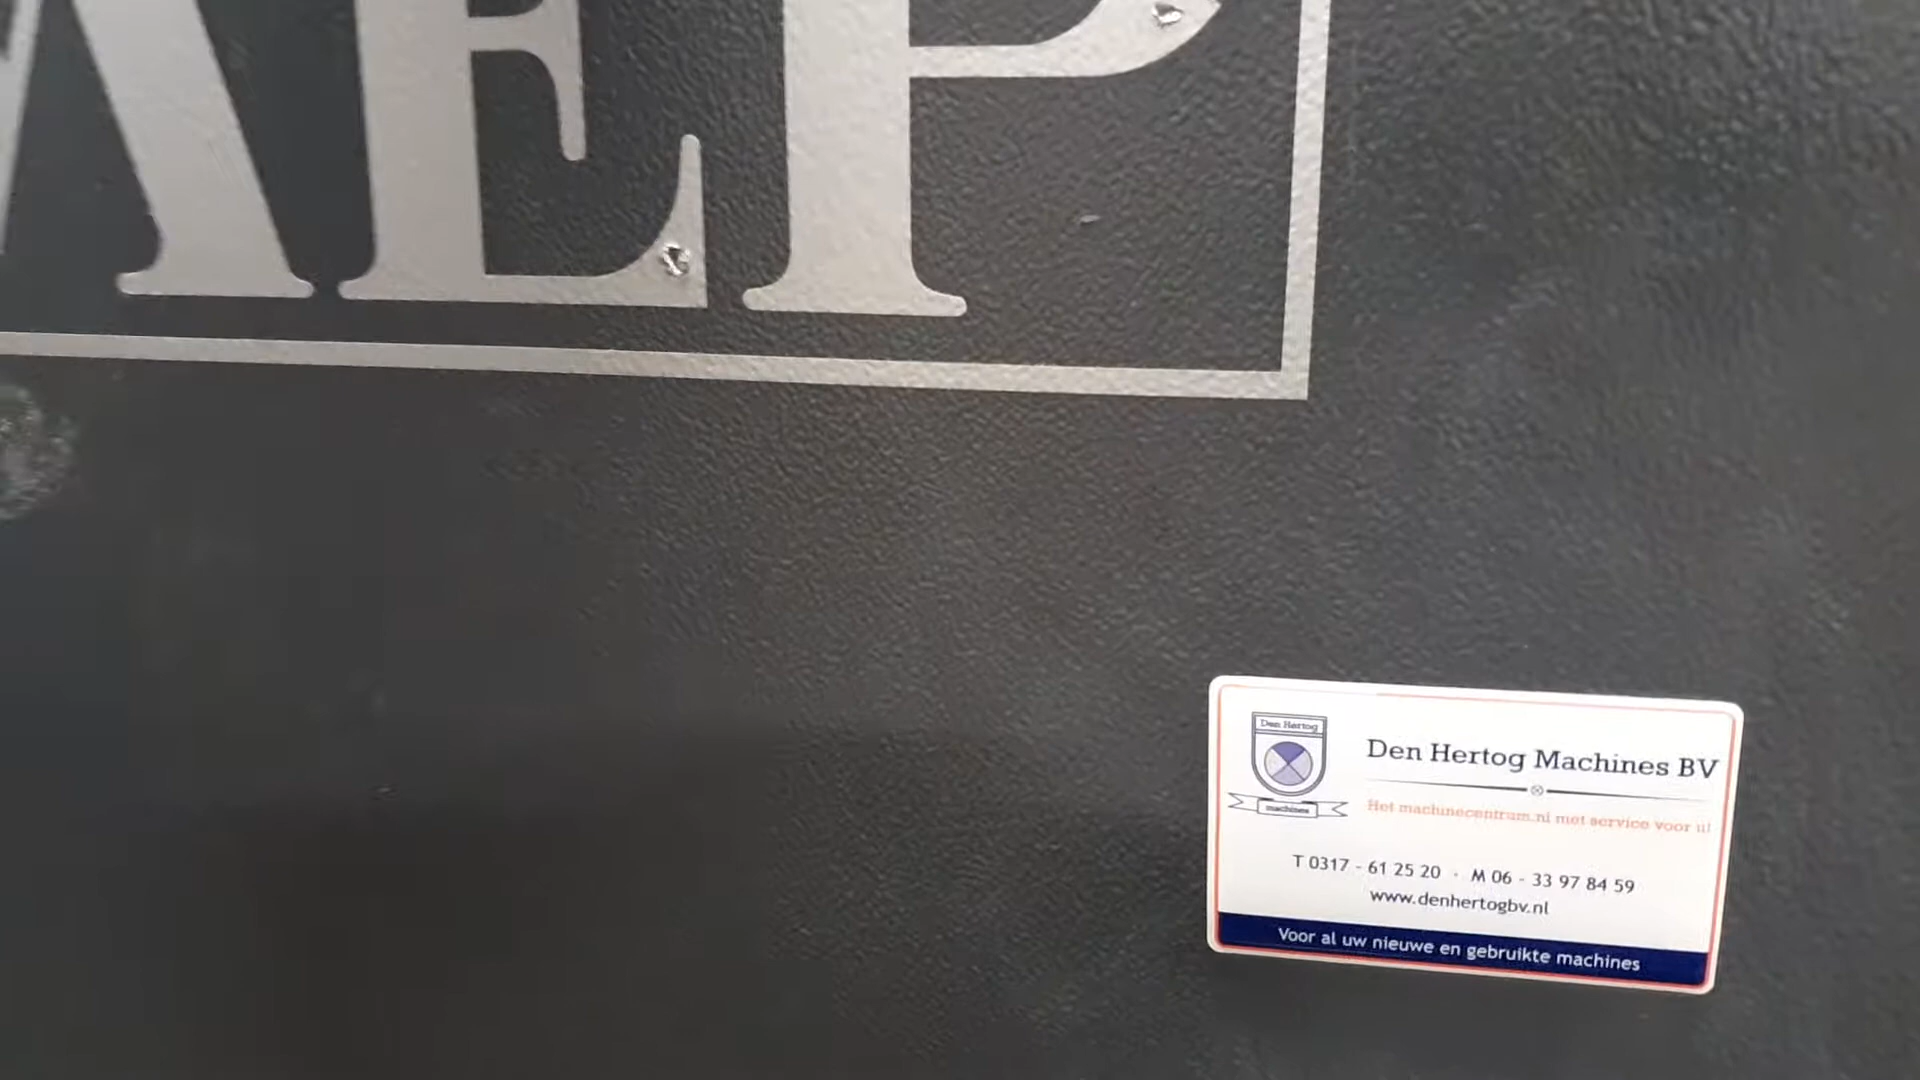 AEP
Den Hertog
machines
Den Hertog Machines BV
Het machinecentrum.nl met service voor u!
T 0317 - 61 25 20 · M 06 - 33 97 84 59
www.denhertogbv.nl
Voor al uw nieuwe en gebruikte machines